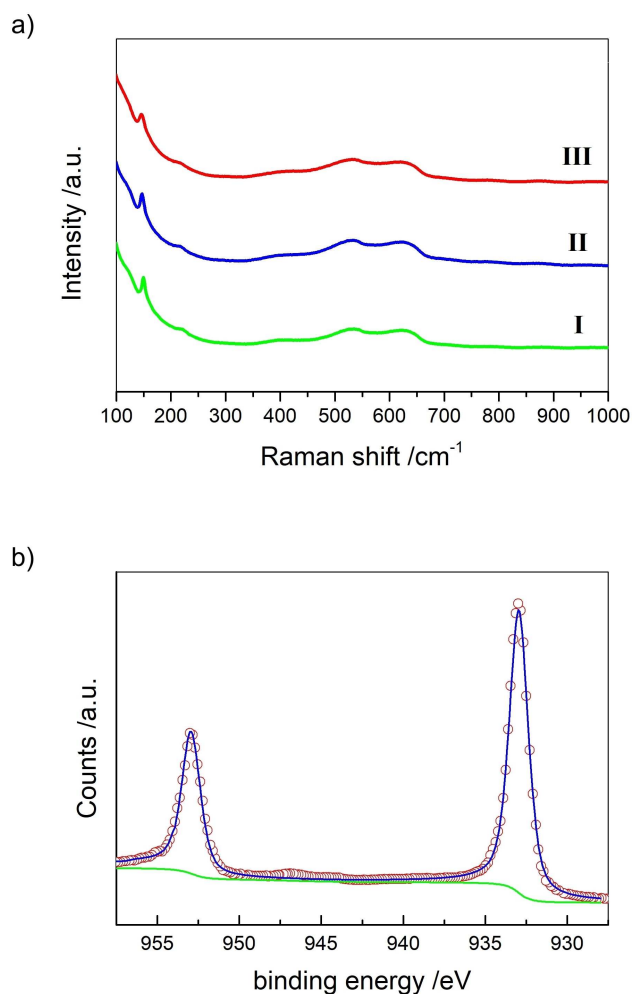 a)
Intensity /a.u.
III
II
I
100 200 300 400 500 600 700 800 900 1000
Raman shift /cm-1
b)
Counts /a.u.
955 950 945 940 935 930
binding energy /eV